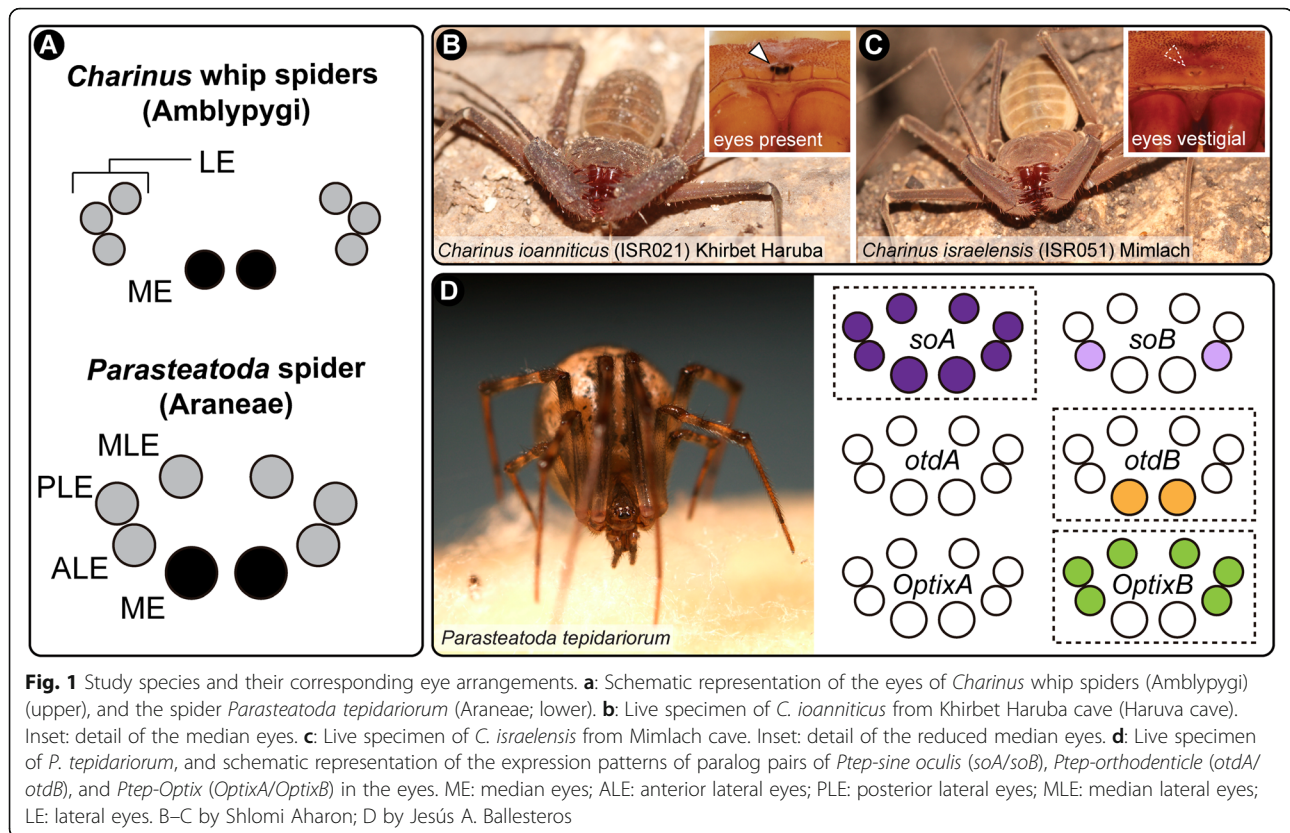 A
Charinus whip spiders
(Amblypygi)
LE
ME
Parasteatoda spider
(Araneae)
MLE
PLE
ALE
ME
B
eyes present
Charinus ioanniticus (ISR021) Khirbet Haruba
C
eyes vestigial
Charinus israelensis (ISR051) Mimlach
D
Parasteatoda tepidariorum
soA
soB
otdA
otdB
OptixA
OptixB
Fig. 1 Study species and their corresponding eye arrangements. a: Schematic representation of the eyes of Charinus whip spiders (Amblypygi)
(upper), and the spider Parasteatoda tepidariorum (Araneae; lower). b: Live specimen of C. ioanniticus from Khirbet Haruba cave (Haruva cave).
Inset: detail of the median eyes. c: Live specimen of C. israelensis from Mimlach cave. Inset: detail of the reduced median eyes. d: Live specimen
of P. tepidariorum, and schematic representation of the expression patterns of paralog pairs of Ptep-sine oculis (soA/soB), Ptep-orthodenticle (otdA/
otdB), and Ptep-Optix (OptixA/OptixB) in the eyes. ME: median eyes; ALE: anterior lateral eyes; PLE: posterior lateral eyes; MLE: median lateral eyes;
LE: lateral eyes. B–C by Shlomi Aharon; D by Jesús A. Ballesteros